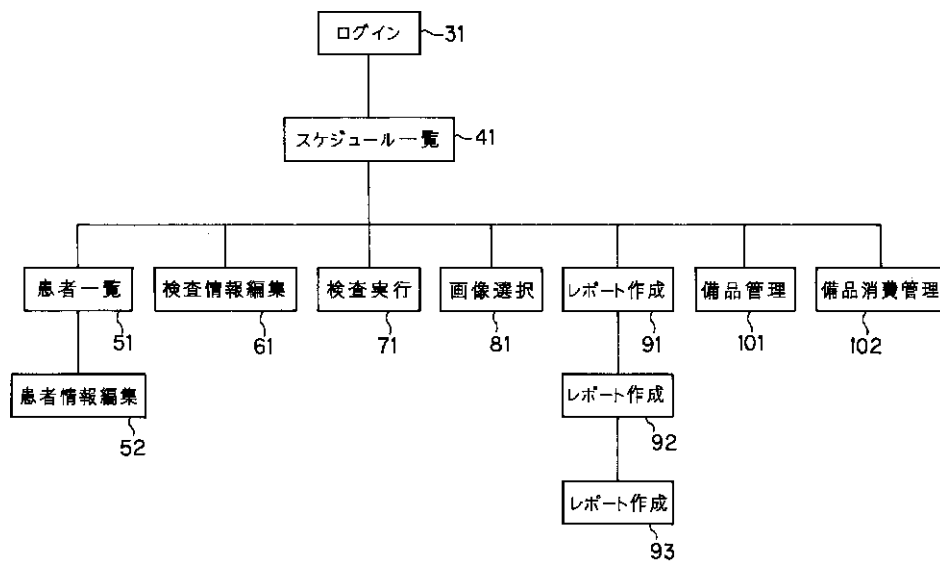 ログイン
31
スケジュール一覧
41
患者一覧
検査情報編集
検査実行
画像選択
レポート作成
備品管理
備品消費管理
51
61
71
81
91
101
102
患者情報編集
レポート作成
52
92
レポート作成
93